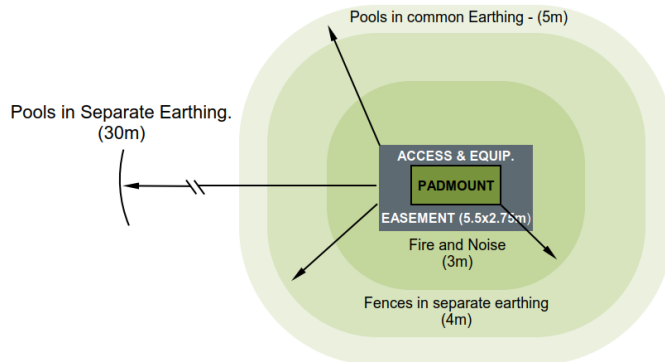 Pools in common Earthing - (5m)
Pools in Separate Earthing.
(30m)
ACCESS & EQUIP.
PADMOUNT
EASEMENT (5.5x2.75m)
Fire and Noise
(3m)
Fences in separate earthing
(4m)